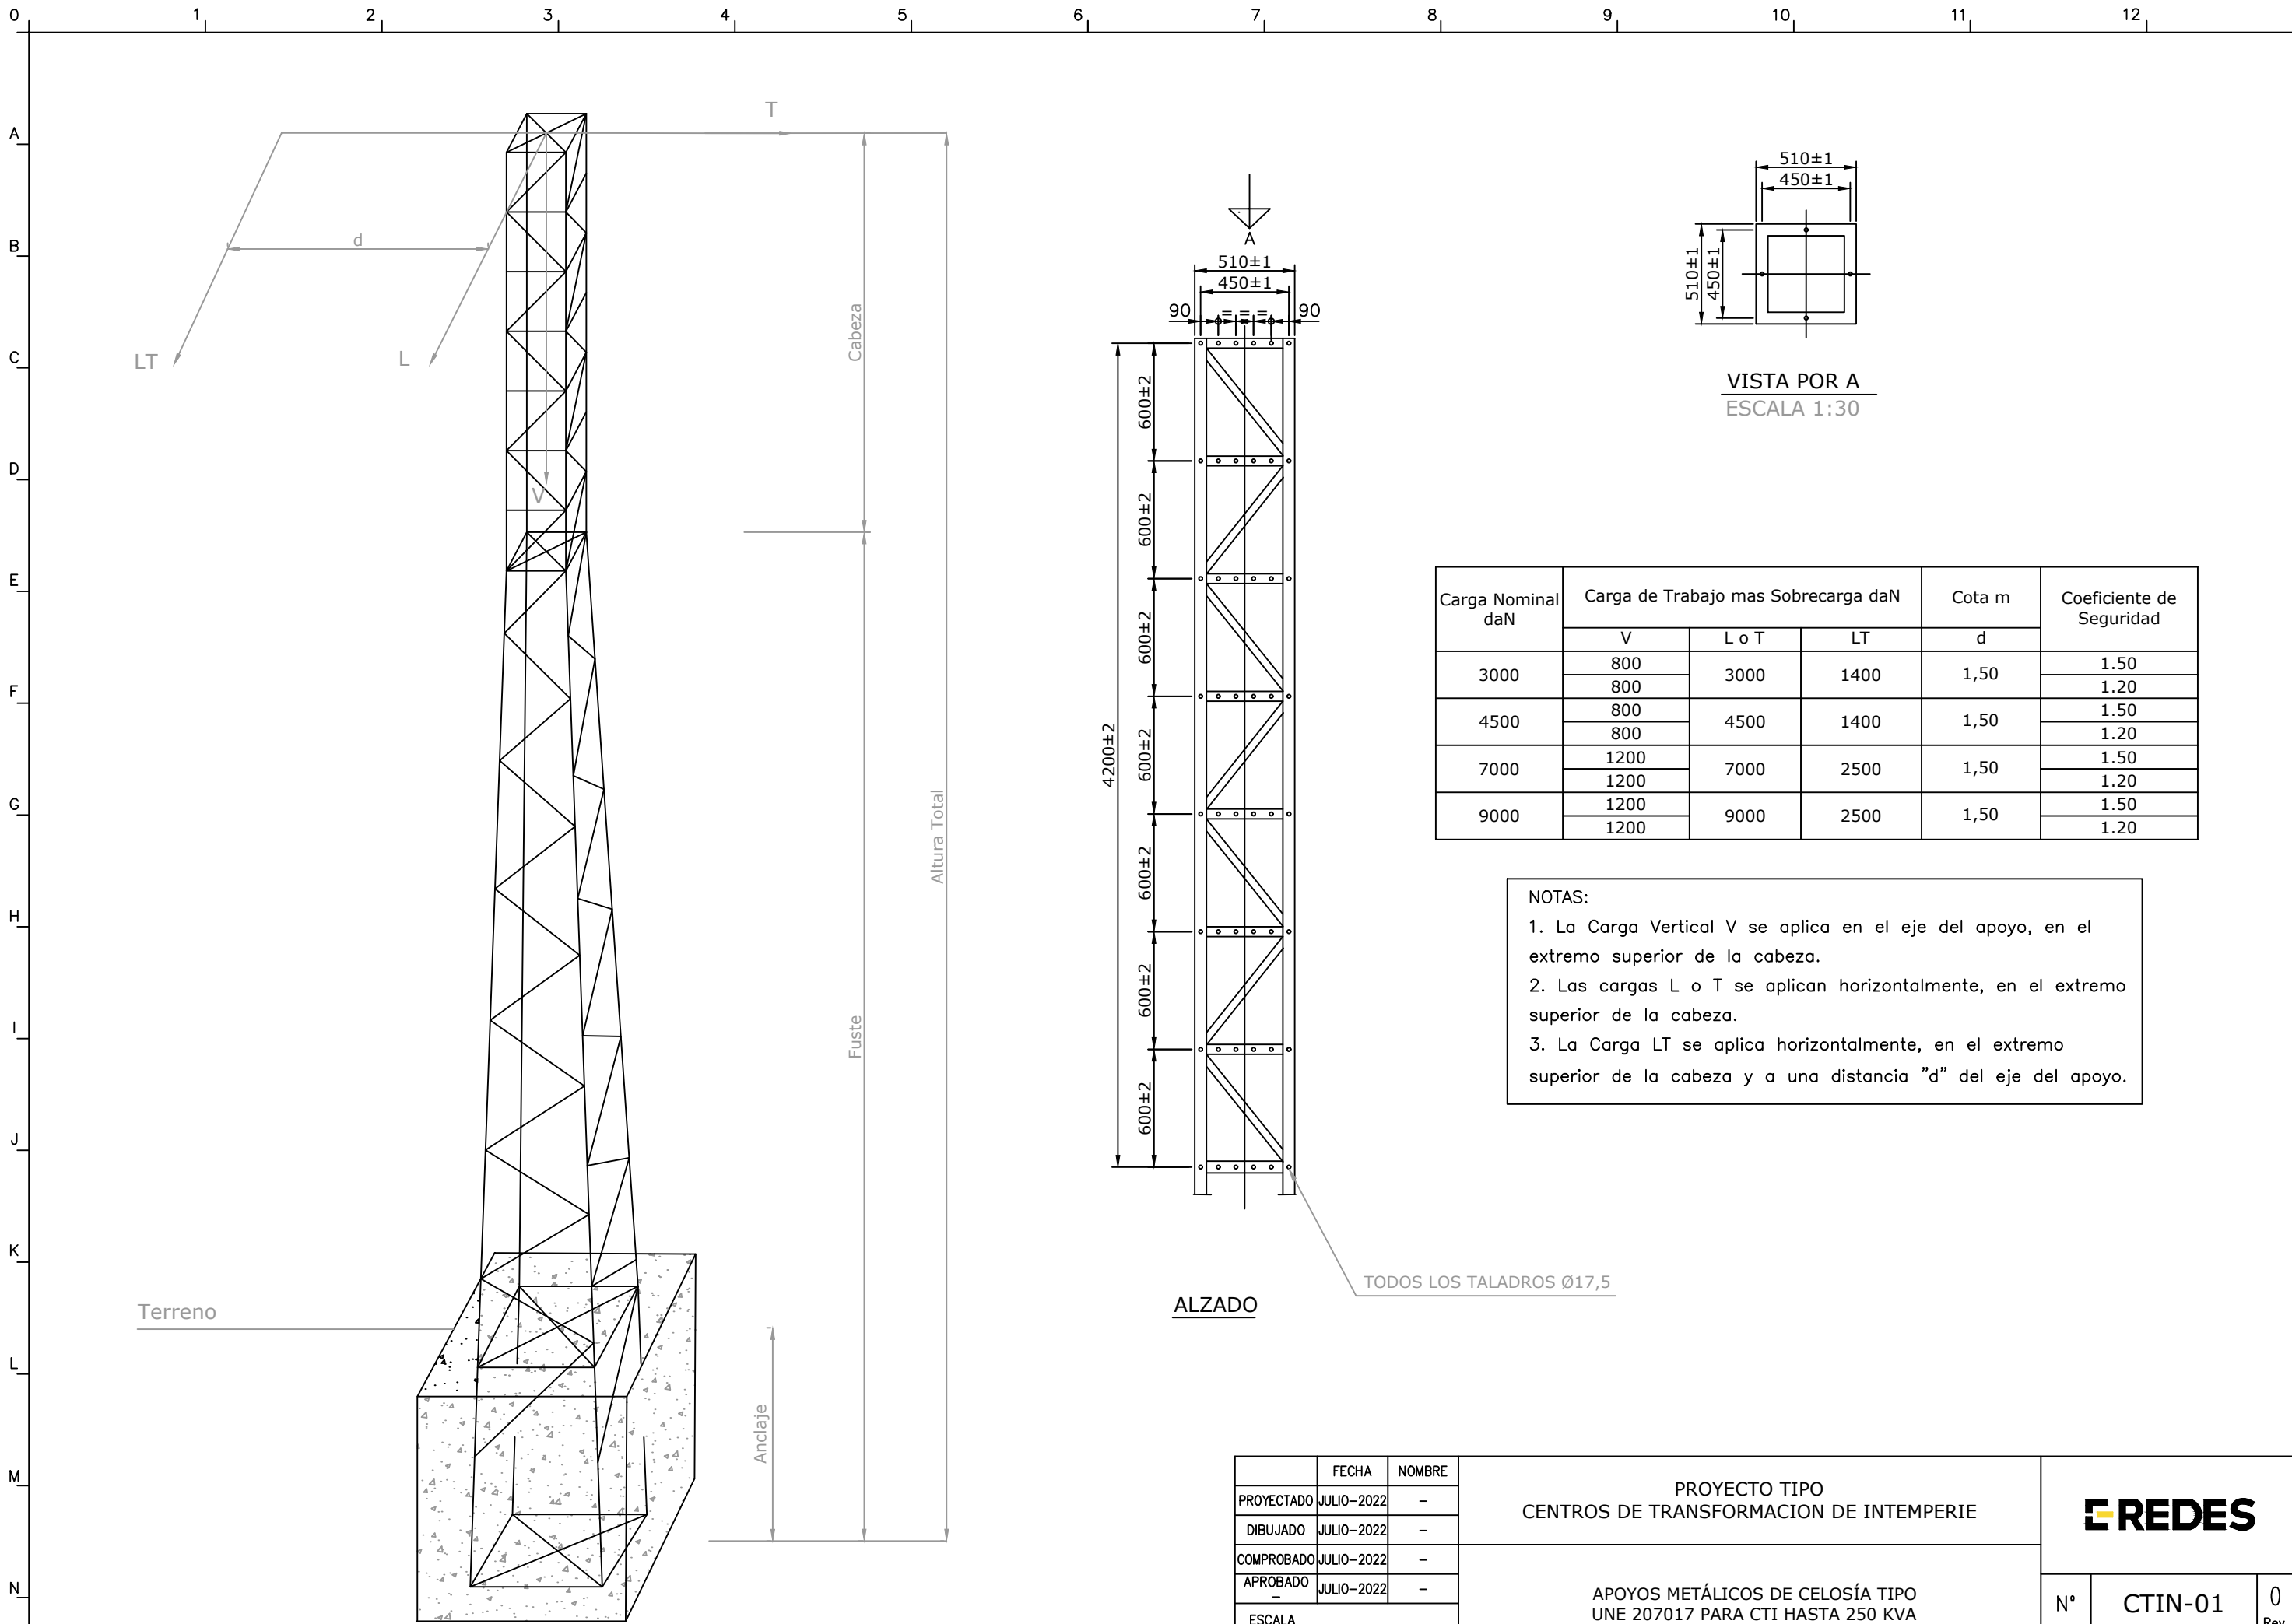 0 1 2 3 4 5 6 7 8 9 10 11 12
A
B
C
D
E
F
G
H
I
J
K
L
M
N
T
d
LT
L
V
Cabeza
Altura Total
Fuste
Terreno
Anclaje
A
510±1
450±1
90 = = = 90
600±2
600±2
600±2
600±2
600±2
600±2
600±2
4200±2
TODOS LOS TALADROS Ø17,5
ALZADO
510±1
450±1
510±1
450±1
VISTA POR A
ESCALA 1:30
Carga Nominal daN
Carga de Trabajo mas Sobrecarga daN
Cota m
Coeficiente de Seguridad
V L o T LT d
3000 800 3000 1400 1,50 1.50
800 1.20
4500 800 4500 1400 1,50 1.50
800 1.20
7000 1200 7000 2500 1,50 1.50
1200 1.20
9000 1200 9000 2500 1,50 1.50
1200 1.20
NOTAS:
1. La Carga Vertical V se aplica en el eje del apoyo, en el
extremo superior de la cabeza.
2. Las cargas L o T se aplican horizontalmente, en el extremo
superior de la cabeza.
3. La Carga LT se aplica horizontalmente, en el extremo
superior de la cabeza y a una distancia "d" del eje del apoyo.
FECHA NOMBRE
PROYECTADO JULIO-2022 -
DIBUJADO JULIO-2022 -
COMPROBADO JULIO-2022 -
APROBADO - JULIO-2022 -
ESCALA
PROYECTO TIPO
CENTROS DE TRANSFORMACION DE INTEMPERIE
APOYOS METÁLICOS DE CELOSÍA TIPO
UNE 207017 PARA CTI HASTA 250 KVA
E-REDES
Nº CTIN-01 0
Rev